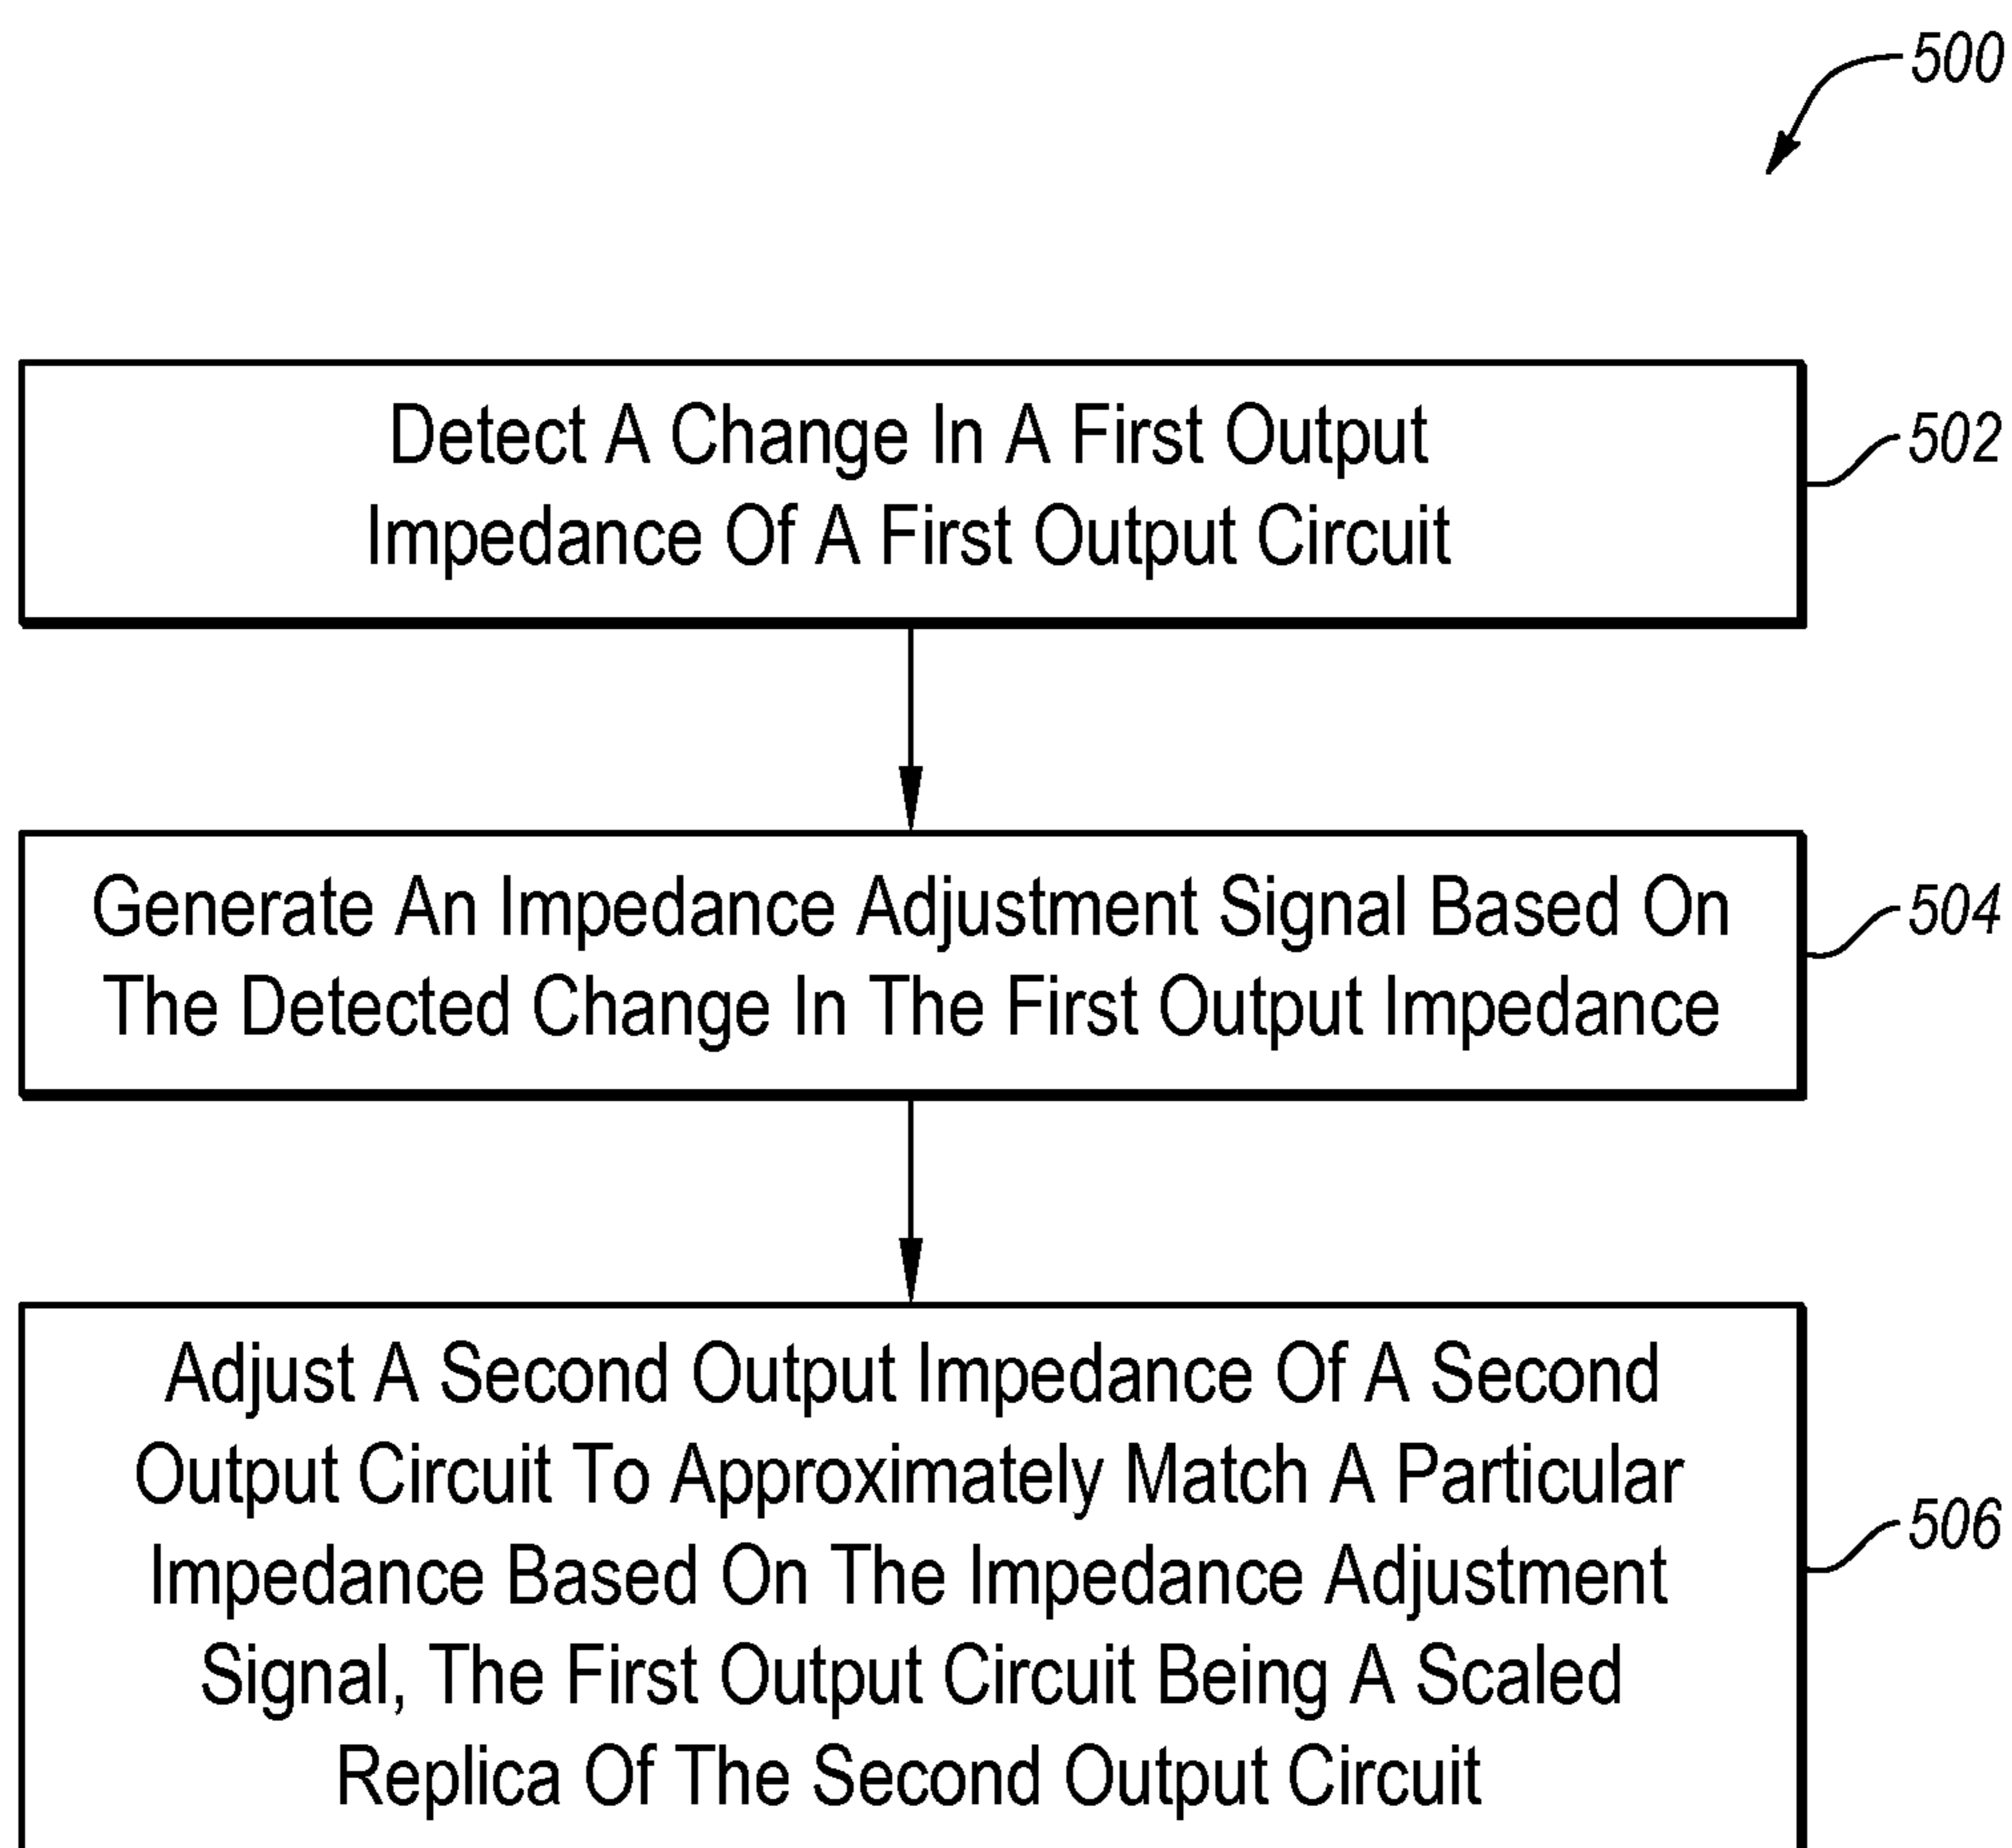 500
Detect A Change In A First Output
Impedance Of A First Output Circuit
502
Generate An Impedance Adjustment Signal Based On
The Detected Change In The First Output Impedance
504
Adjust A Second Output Impedance Of A Second
Output Circuit To Approximately Match A Particular
Impedance Based On The Impedance Adjustment
Signal, The First Output Circuit Being A Scaled
Replica Of The Second Output Circuit
506